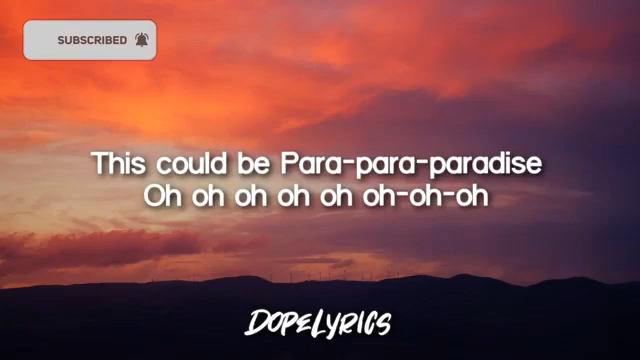 SUBSCRIBED
This could be Para-para-paradise
Oh oh oh oh oh oh-oh-oh
DOPELYRICS